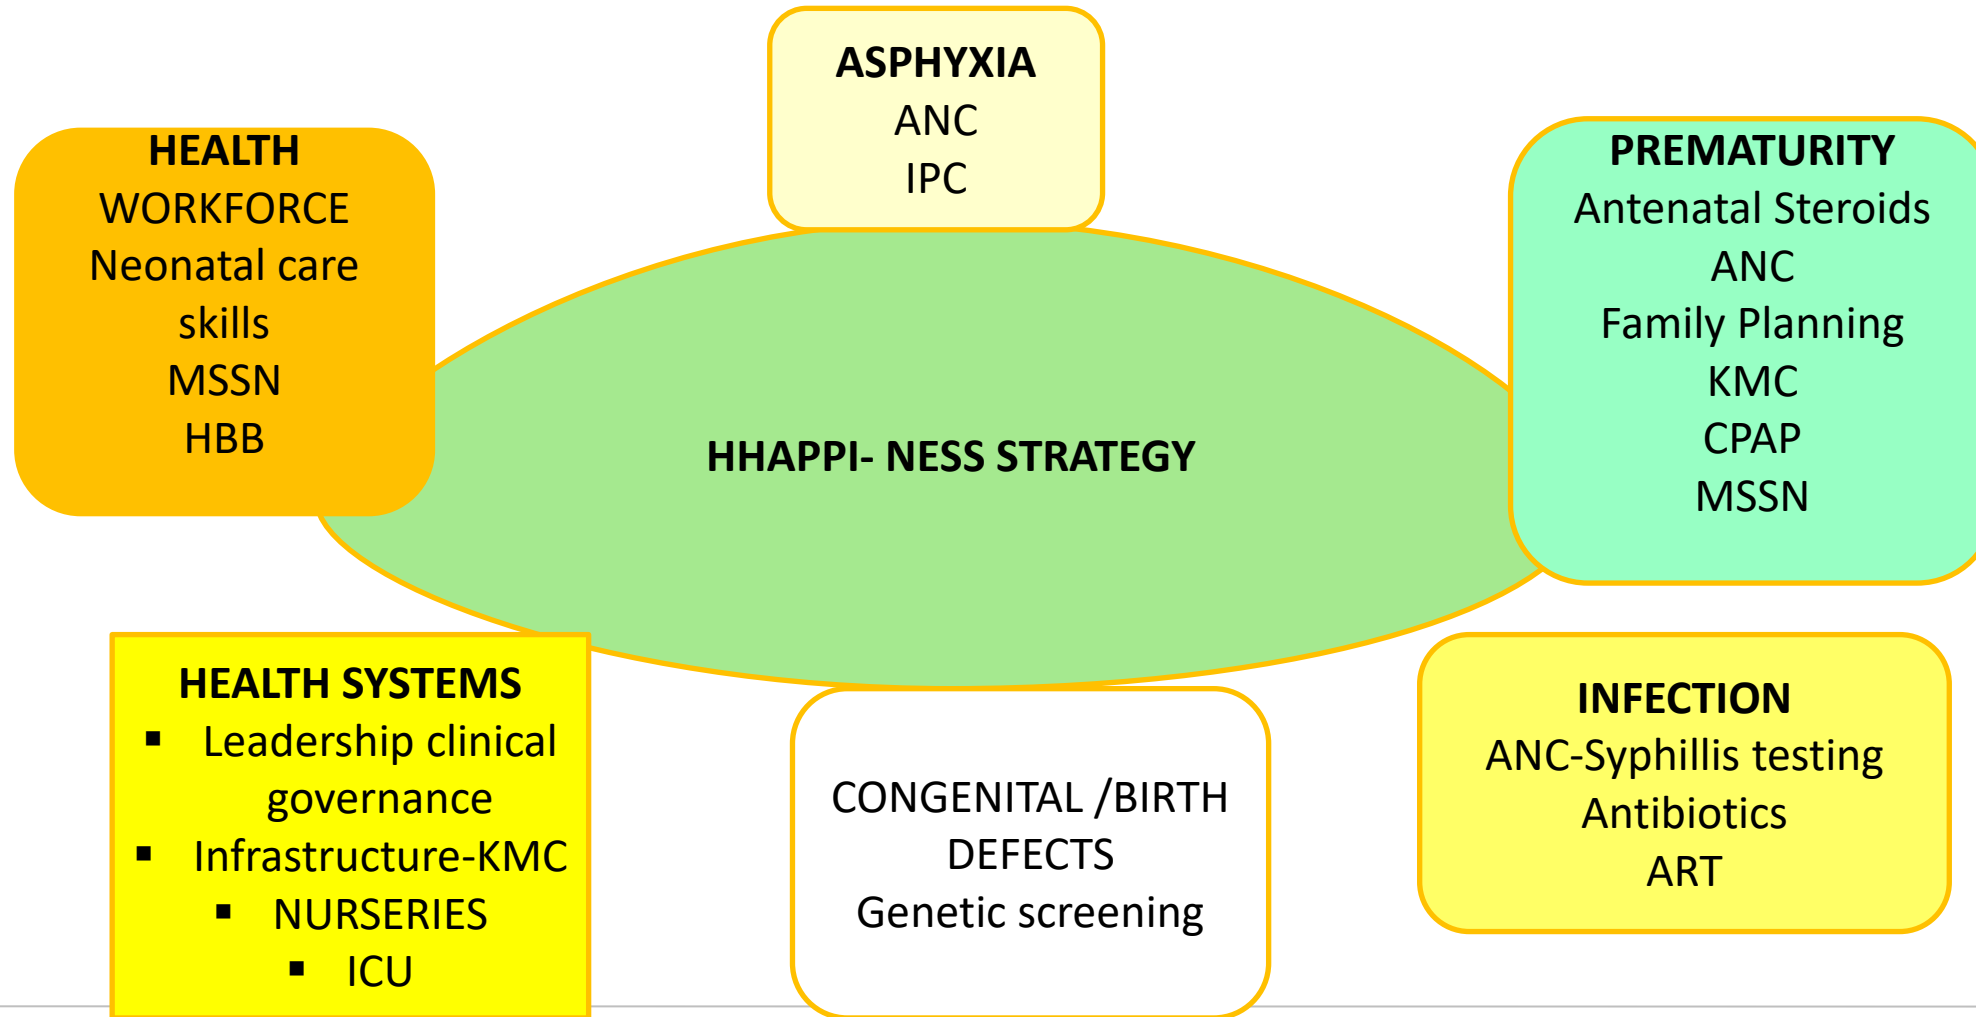 ASPHYXIA
ANC
IPC
HEALTH
WORKFORCE
Neonatal care
skills
MSSN
HBB
PREMATURITY
Antenatal Steroids
ANC
Family Planning
KMC
CPAP
MSSN
HHAPPI- NESS STRATEGY
HEALTH SYSTEMS
▪ Leadership clinical
governance
▪ Infrastructure-KMC
▪ NURSERIES
▪ ICU
CONGENITAL /BIRTH
DEFECTS
Genetic screening
INFECTION
ANC-Syphillis testing
Antibiotics
ART